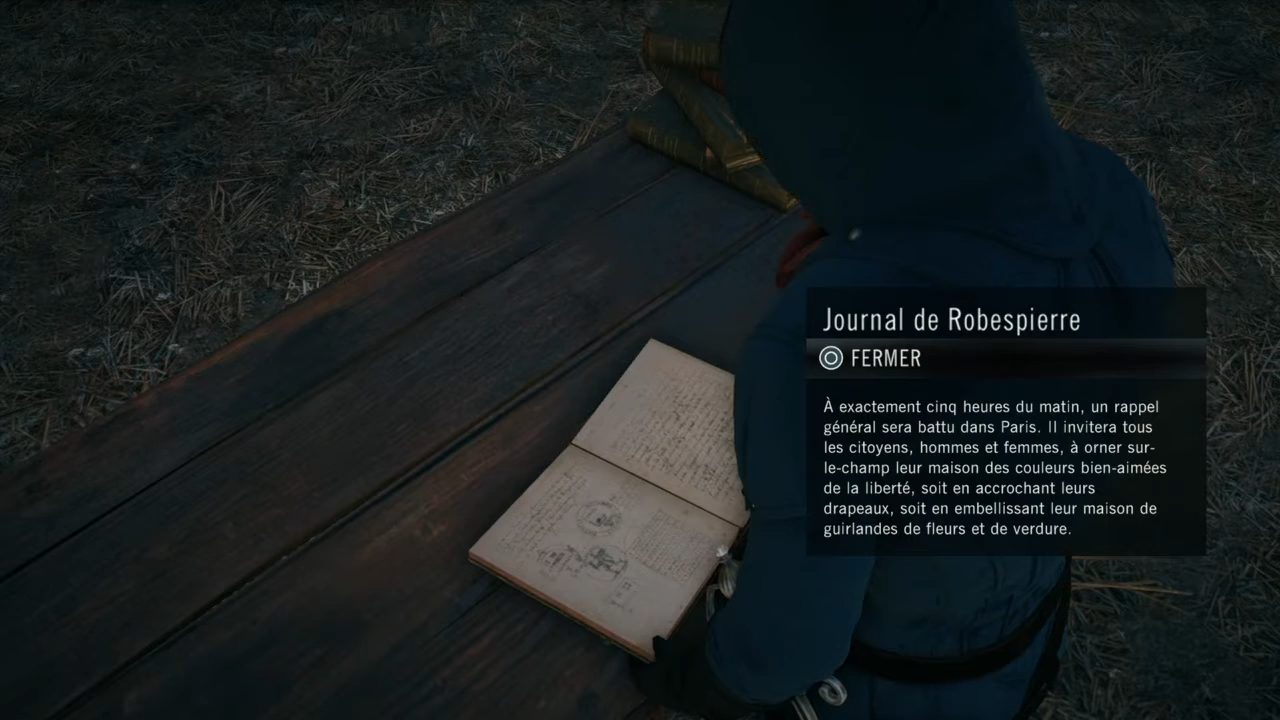 Journal de Robespierre
FERMER
À exactement cinq heures du matin, un rappel
général sera battu dans Paris. Il invitera tous
les citoyens, hommes et femmes, à orner sur-
le-champ leur maison des couleurs bien-aimées
de la liberté, soit en accrochant leurs
drapeaux, soit en embellissant leur maison de
guirlandes de fleurs et de verdure.